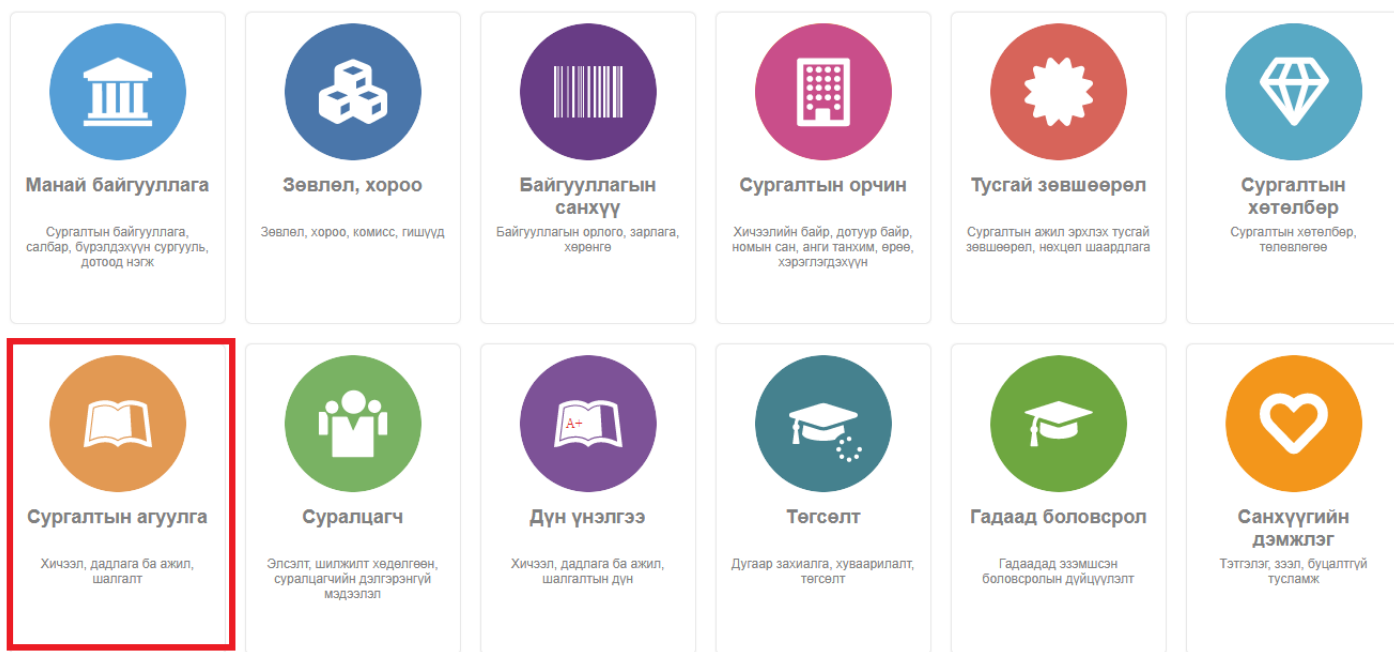 Манай байгууллага
Сургалтын байгууллага,
салбар, бүрэлдэхүүн сургууль,
дотоод нэгж
Зөвлөл, хороо
Зөвлөл, хороо, комисс, гишүүд
Байгууллагын
санхүү
Байгууллагын орлого, зарлага,
хөрөнгө
Сургалтын орчин
Хичээлийн байр, дотуур байр,
номын сан, анги танхим, өрөө,
хэрэглэгдэхүүн
Тусгай зөвшөөрөл
Сургалтын ажил эрхлэх тусгай
зөвшөөрөл, нөхцөл шаардлага
Сургалтын
хөтөлбөр
Сургалтын хөтөлбөр,
төлөвлөгөө
Сургалтын агуулга
Хичээл, дадлага ба ажил,
шалгалт
Суралцагч
Элсэлт, шилжилт хөдөлгөөн,
суралцагчийн дэлгэрэнгүй
мэдээлэл
A+
Дүн үнэлгээ
Хичээл, дадлага ба ажил,
шалгалтын дүн
Төгсөлт
Дугаар захиалга, хуваарилалт,
төгсөлт
Гадаад боловсрол
Гадаадад эзэмшсэн
боловсролын дүйцүүлэлт
Санхүүгийн
дэмжлэг
Тэтгэлэг, зээл, буцалтгүй
тусламж